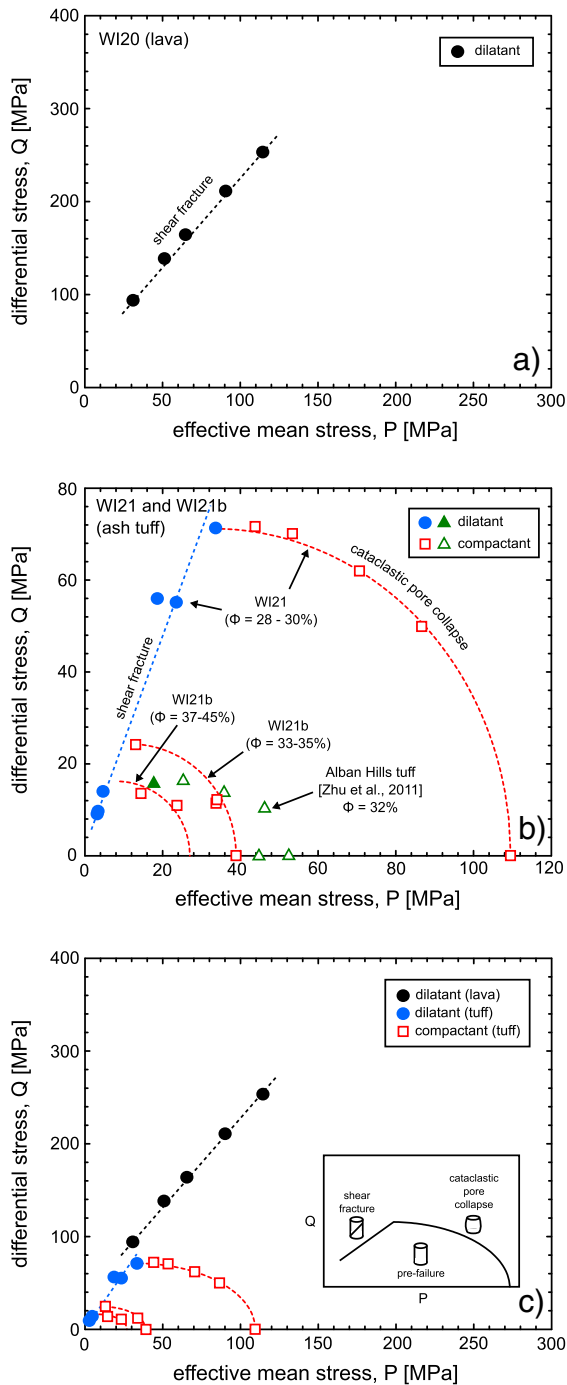 400
300
200
100
0
differential stress, Q [MPa]
WI20 (lava)
dilatant
shear fracture
a)
0
50
100
150
200
250
300
effective mean stress, P [MPa]
80
60
40
20
0
differential stress, Q [MPa]
WI21 and WI21b
(ash tuff)
dilatant
compactant
cataclastic pore collapse
WI21
(Φ = 28 - 30%)
shear fracture
WI21b
(Φ = 37-45%)
WI21b
(Φ = 33-35%)
Alban Hills tuff
[Zhu et al., 2011]
Φ = 32%
b)
0
20
40
60
80
100
120
effective mean stress, P [MPa]
400
300
200
100
0
differential stress, Q [MPa]
dilatant (lava)
dilatant (tuff)
compactant (tuff)
cataclastic
pore
collapse
shear
fracture
Q
pre-failure
P
c)
0
50
100
150
200
250
300
effective mean stress, P [MPa]